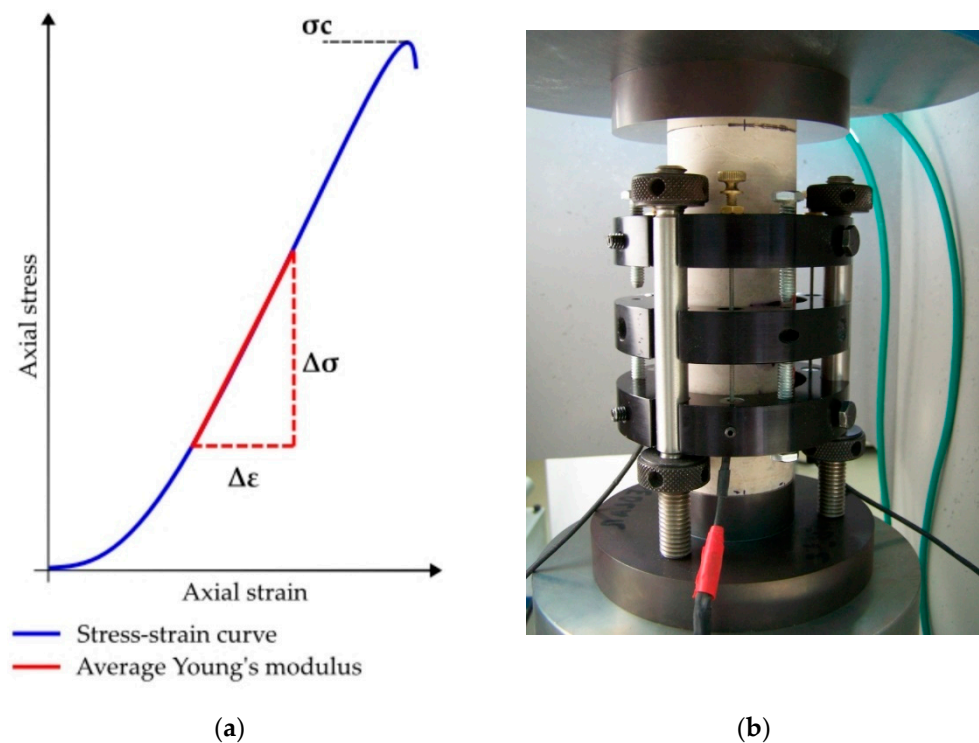 σc
Axial stress
Δσ
Δε
Axial strain
Stress-strain curve
Average Young's modulus
(a)
(b)